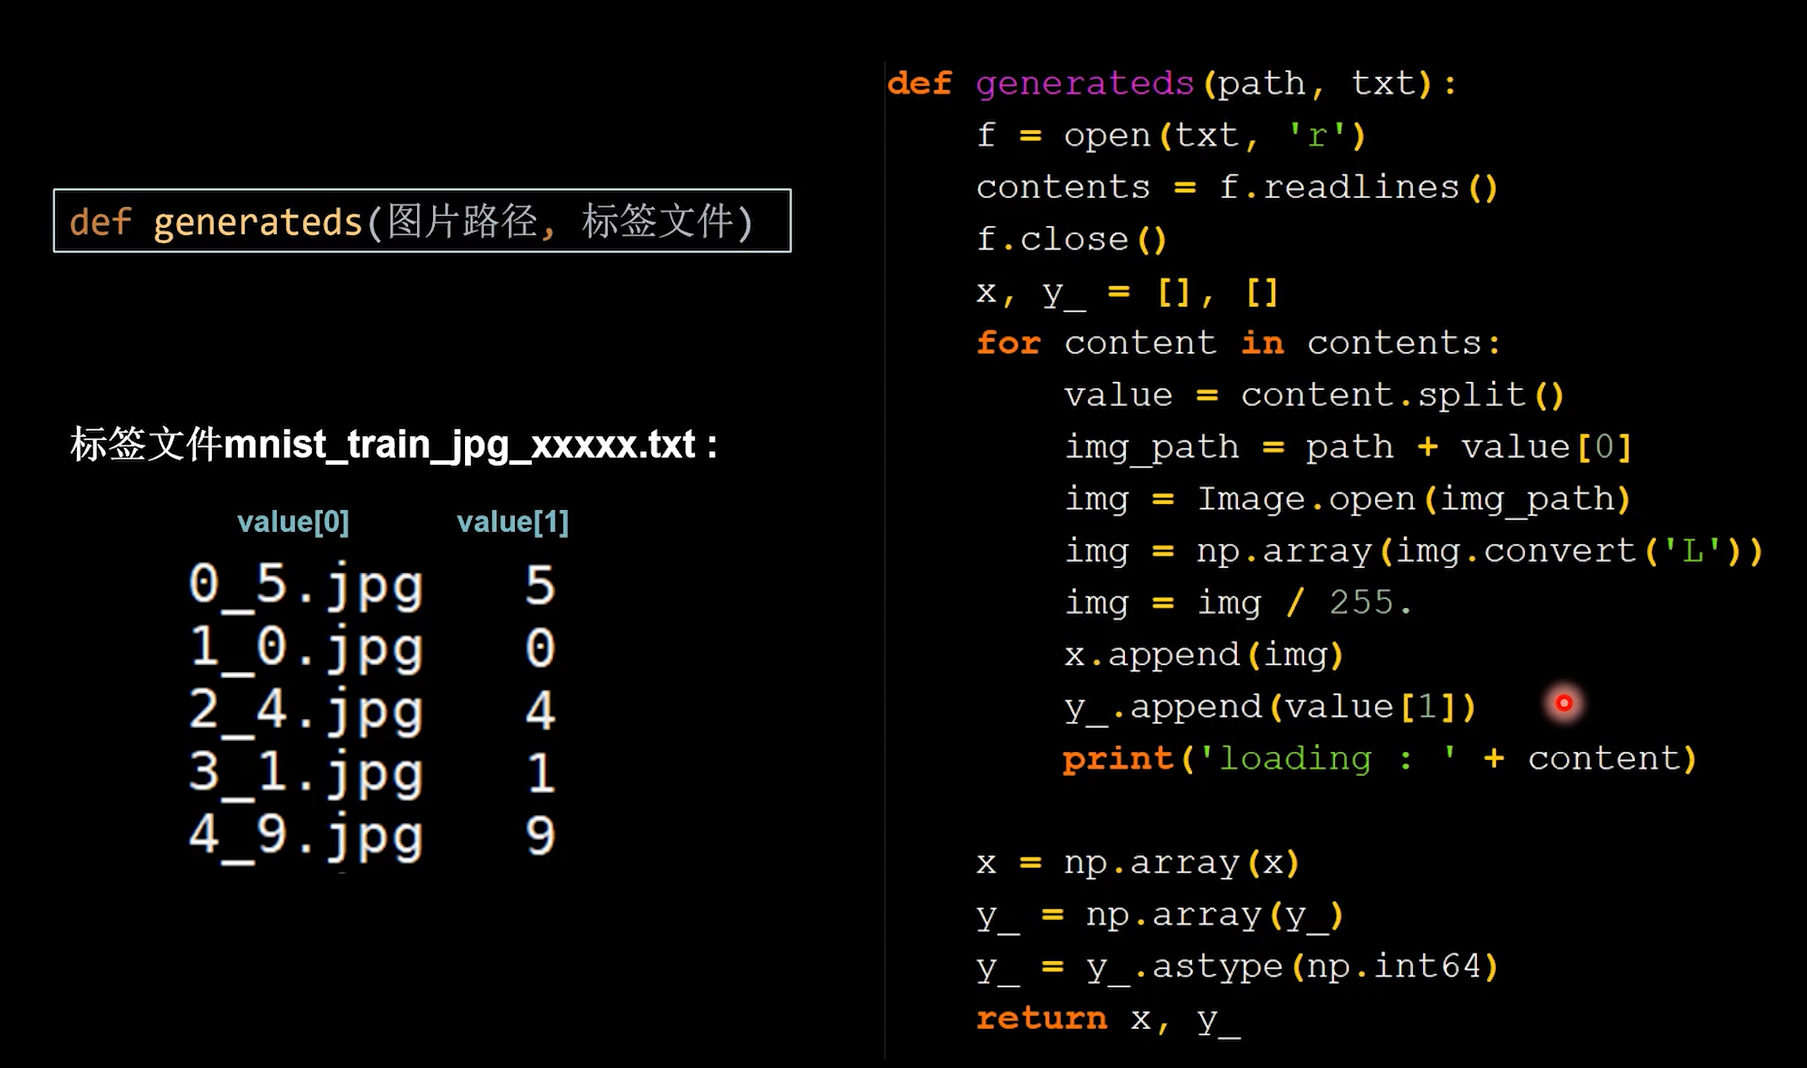 def generateds(图片路径, 标签文件)
标签文件mnist_train_jpg_xxxxx.txt :
value[0] value[1]
0_5.jpg 5
1_0.jpg 0
2_4.jpg 4
3_1.jpg 1
4_9.jpg 9
def generateds(path, txt):
f = open(txt, 'r')
contents = f.readlines()
f.close()
x, y_ = [], []
for content in contents:
value = content.split()
img_path = path + value[0]
img = Image.open(img_path)
img = np.array(img.convert('L'))
img = img / 255.
x.append(img)
y_.append(value[1])
print('loading : ' + content)
x = np.array(x)
y_ = np.array(y_)
y_ = y_.astype(np.int64)
return x, y_